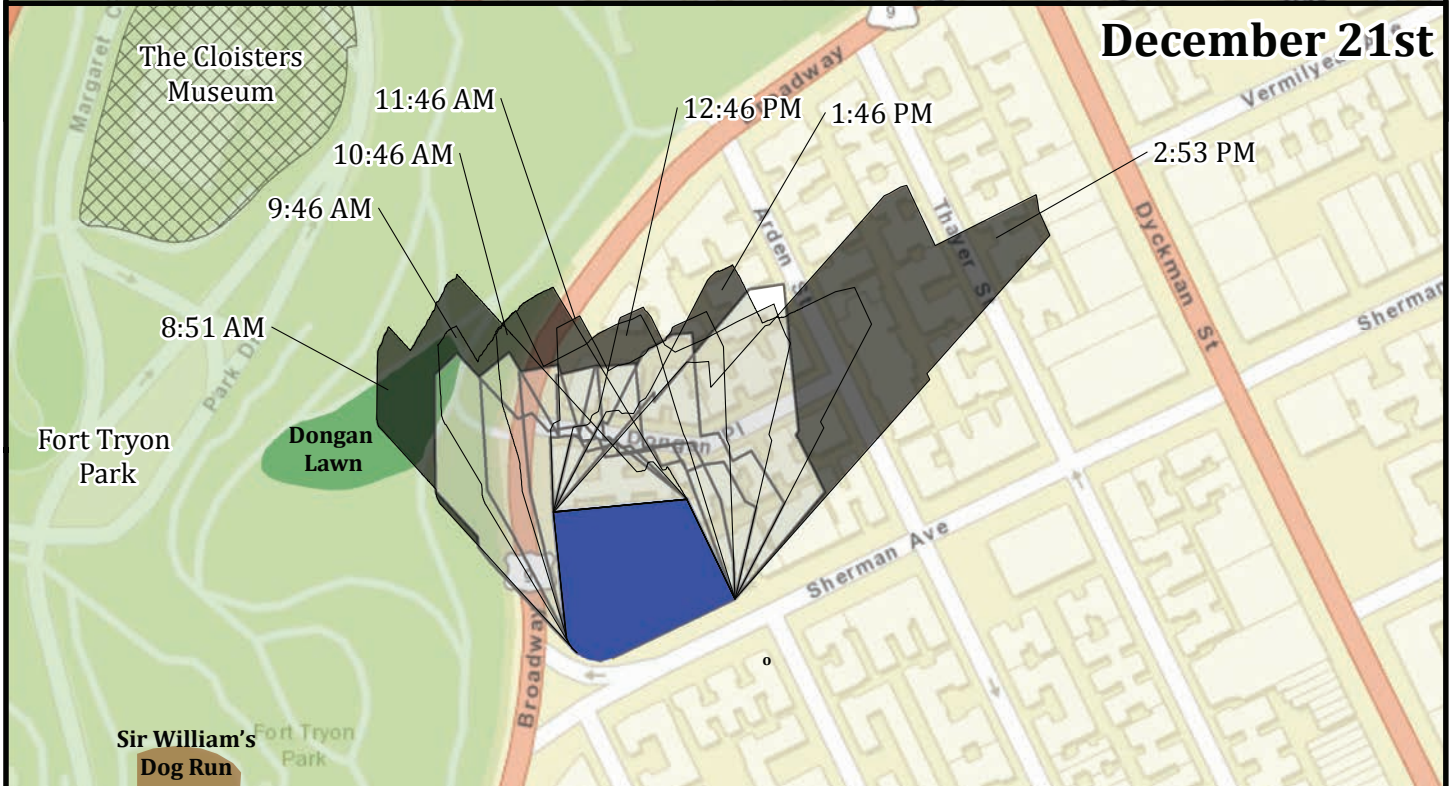 December 21st
9
Margaret C
The Cloisters
Museum
11:46 AM
12:46 PM
1:46 PM
Broadway
Vermilyea Ave
10:46 AM
2:53 PM
9:46 AM
Arden St
Thayer St
Dyckman St
8:51 AM
Sherman
Park Dr
Fort Tryon
Park
Dongan
Lawn
Dongan Pl
Sherman Ave
9
Broadway
o
Sir William's
Dog Run
Fort Tryon
Park